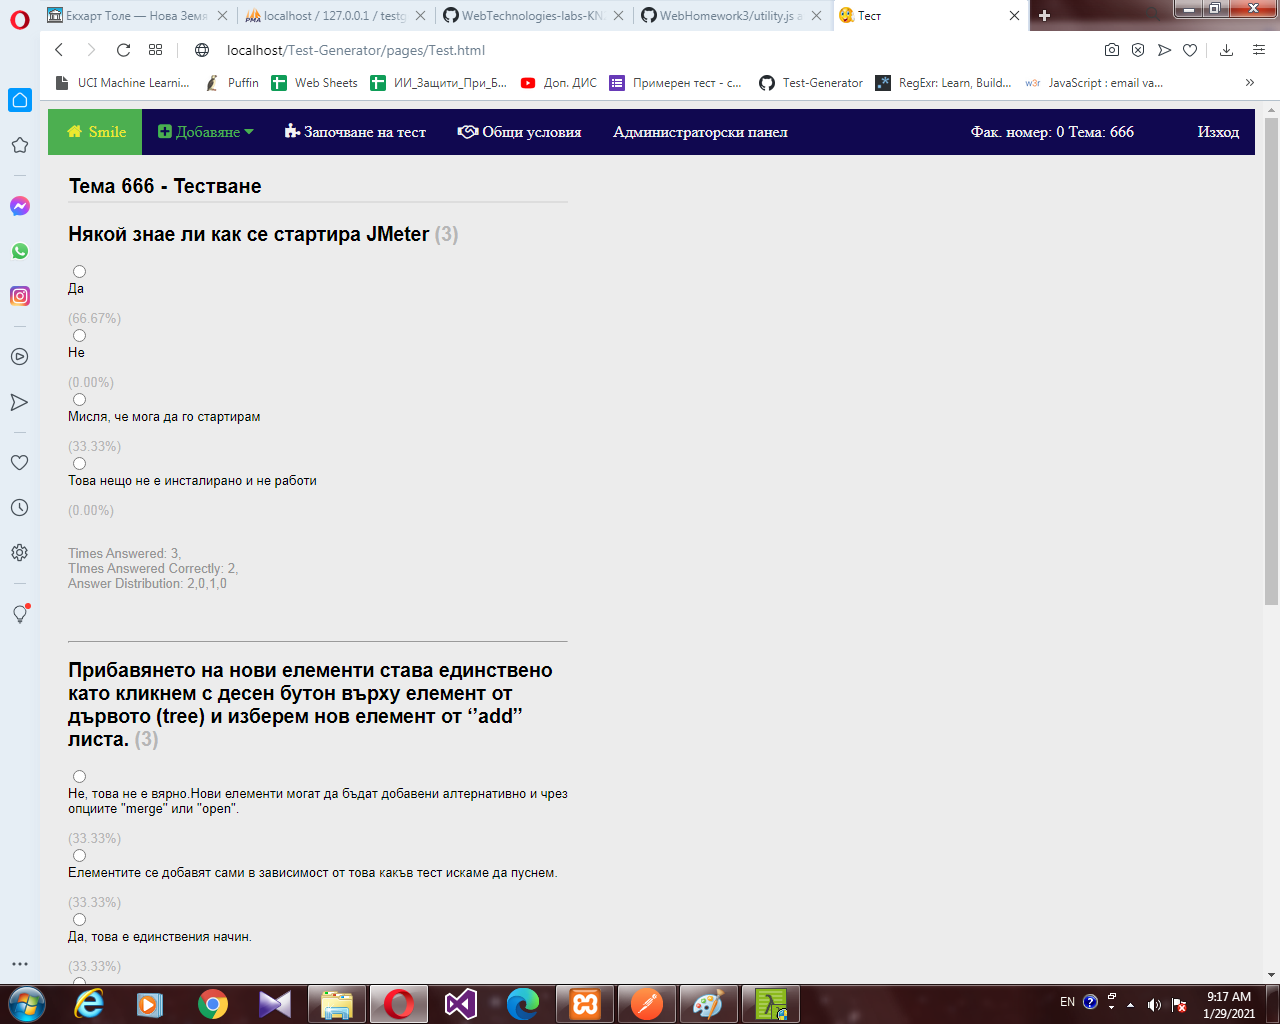 Екхарт Толе — Нова Земя
localhost / 127.0.0.1 / testg
WebTechnologies-labs-KN
WebHomework3/utility.js a
Тест
localhost/Test-Generator/pages/Test.html
UCI Machine Learni...
Puffin
Web Sheets
ИИ_Защити_При_Б...
Доп. ДИС
Примерен тест - с...
Test-Generator
RegExr: Learn, Build...
w3r JavaScript : email va...
Smile
Добавяне
Започване на тест
Общи условия
Администраторски панел
Фак. номер: 0 Тема: 666
Изход
Тема 666 - Тестване
Някой знае ли как се стартира JMeter (3)
Да
(66.67%)
Не
(0.00%)
Мисля, че мога да го стартирам
(33.33%)
Това нещо не е инсталирано и не работи
(0.00%)
Times Answered: 3,
TImes Answered Correctly: 2,
Answer Distribution: 2,0,1,0
Прибавянето на нови елементи става единствено
като кликнем с десен бутон върху елемент от
дървото (tree) и изберем нов елемент от ‘’add’’
листа. (3)
Не, това не е вярно.Нови елементи могат да бъдат добавени алтернативно и чрез
опциите "merge" или "open".
(33.33%)
Елементите се добавят сами в зависимост от това какъв тест искаме да пуснем.
(33.33%)
Да, това е единствения начин.
(33.33%)
EN
9:17 AM
1/29/2021